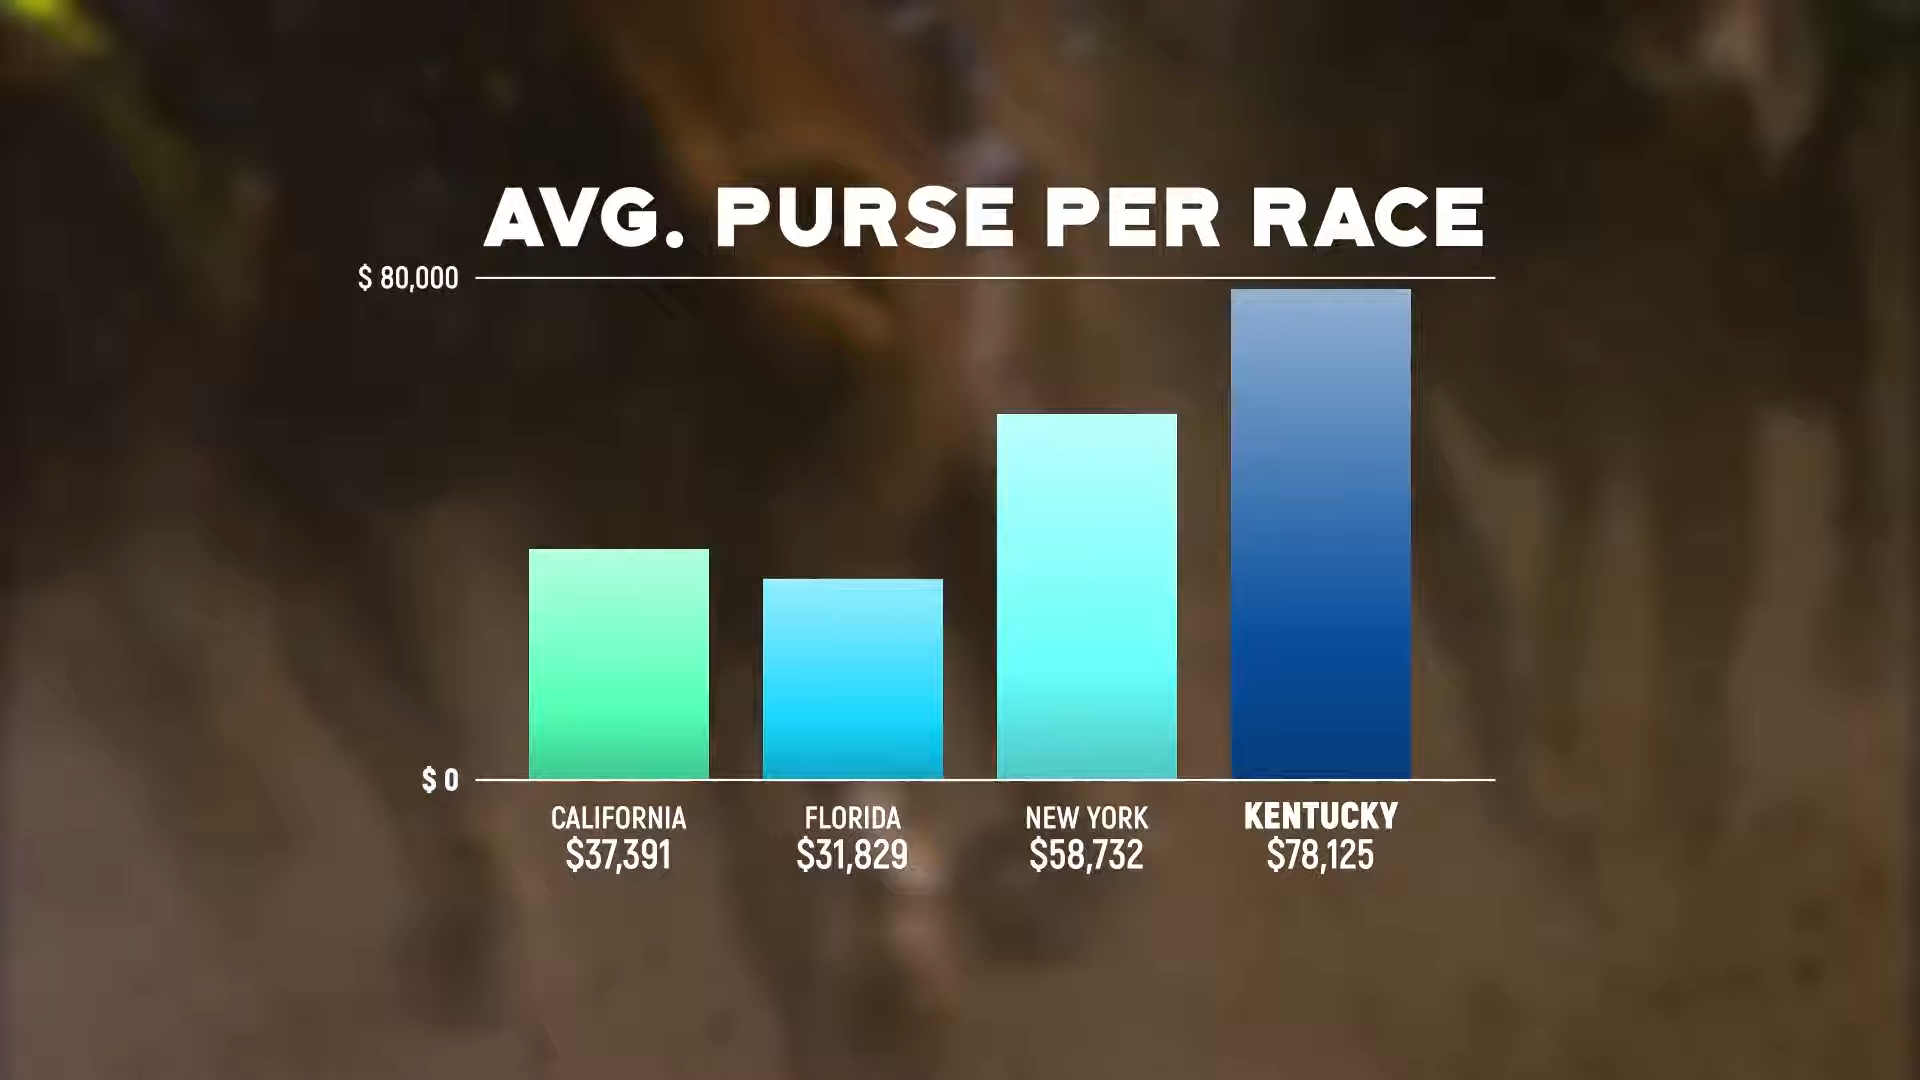 AVG. PURSE PER RACE
$ 80,000
$ 0
CALIFORNIA
$37,391
FLORIDA
$31,829
NEW YORK
$58,732
KENTUCKY
$78,125